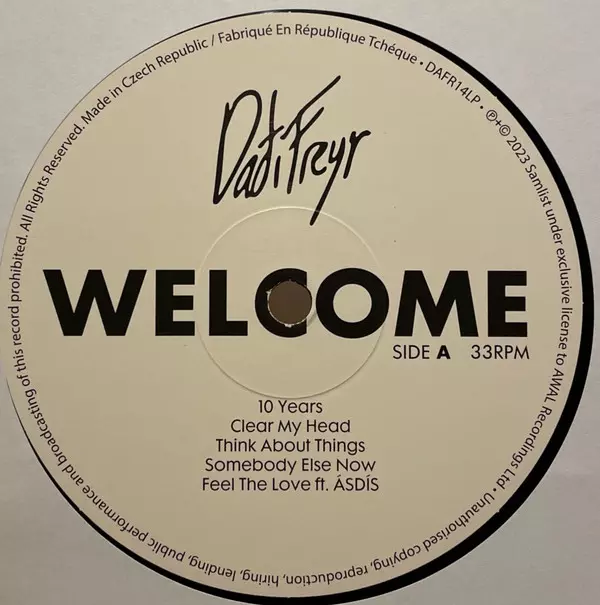 Made in Czech Republic / Fabriqué En République Tchéque • DAFR14LP • ℗+© 2023 Samlist under exclusive license to AWAL Recordings Ltd • Unauthorised copying, reproduction, hiring, lending, public performance and broadcasting of this record prohibited. All Rights Reserved.
Daði Freyr
WELCOME
SIDE A 33RPM
10 Years
Clear My Head
Think About Things
Somebody Else Now
Feel The Love ft. ÁSDÍS